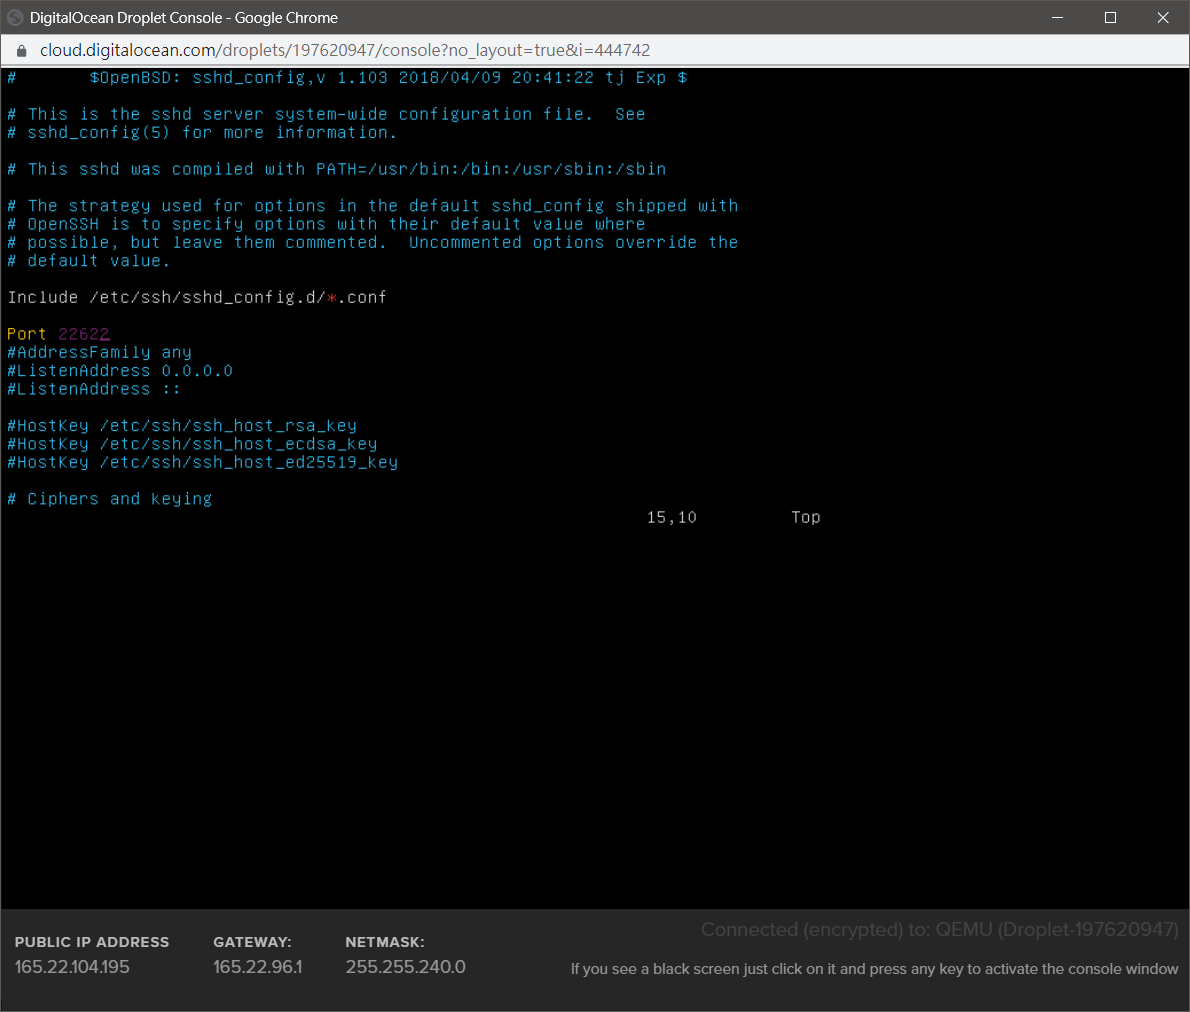 DigitalOcean Droplet Console - Google Chrome
cloud.digitalocean.com/droplets/197620947/console?no_layout=true&i=444742
#       $OpenBSD: sshd_config,v 1.103 2018/04/09 20:41:22 tj Exp $
# This is the sshd server system-wide configuration file.  See
# sshd_config(5) for more information.
# This sshd was compiled with PATH=/usr/bin:/bin:/usr/sbin:/sbin
# The strategy used for options in the default sshd_config shipped with
# OpenSSH is to specify options with their default value where
# possible, but leave them commented.  Uncommented options override the
# default value.
Include /etc/ssh/sshd_config.d/*.conf
Port 22622
#AddressFamily any
#ListenAddress 0.0.0.0
#ListenAddress ::
#HostKey /etc/ssh/ssh_host_rsa_key
#HostKey /etc/ssh/ssh_host_ecdsa_key
#HostKey /etc/ssh/ssh_host_ed25519_key
# Ciphers and keying
15,10 Top
Connected (encrypted) to: QEMU (Droplet-197620947)
PUBLIC IP ADDRESS GATEWAY: NETMASK:
165.22.104.195 165.22.96.1 255.255.240.0
If you see a black screen just click on it and press any key to activate the console window